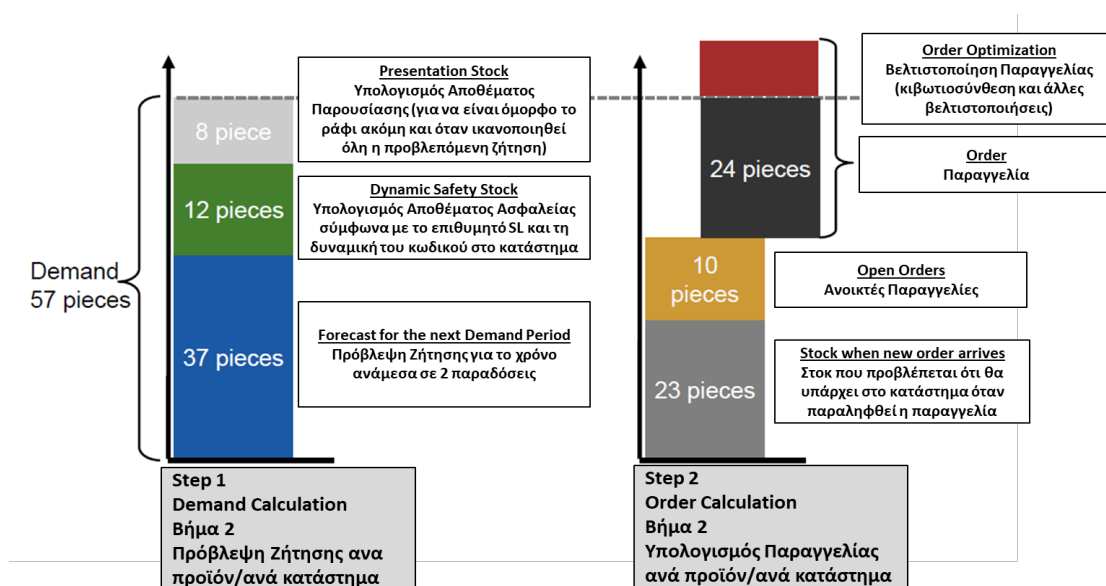 Presentation Stock
Υπολογισμός Αποθέματος
Παρουσίασης (για να είναι όμορφο το
ράφι ακόμη και όταν ικανοποιηθεί
όλη η προβλεπόμενη ζήτηση)
8 piece
Dynamic Safety Stock
Υπολογισμός Αποθέματος Ασφαλείας
σύμφωνα με το επιθυμητό SL και τη
δυναμική του κωδικού στο κατάστημα
12 pieces
Demand
57 pieces
Forecast for the next Demand Period
Πρόβλεψη Ζήτησης για το χρόνο
ανάμεσα σε 2 παραδόσεις
37 pieces
Step 1
Demand Calculation
Βήμα 2
Πρόβλεψη Ζήτησης ανα
προϊόν/ανά κατάστημα
Order Optimization
Βελτιστοποίηση Παραγγελίας
(κιβωτιοσύνθεση και άλλες
βελτιστοποιήσεις)
24 pieces
Order
Παραγγελία
10
pieces
Open Orders
Ανοικτές Παραγγελίες
23 pieces
Stock when new order arrives
Στοκ που προβλέπεται ότι θα
υπάρχει στο κατάστημα όταν
παραληφθεί η παραγγελία
Step 2
Order Calculation
Βήμα 2
Υπολογισμός Παραγγελίας
ανά προϊόν/ανά κατάστημα